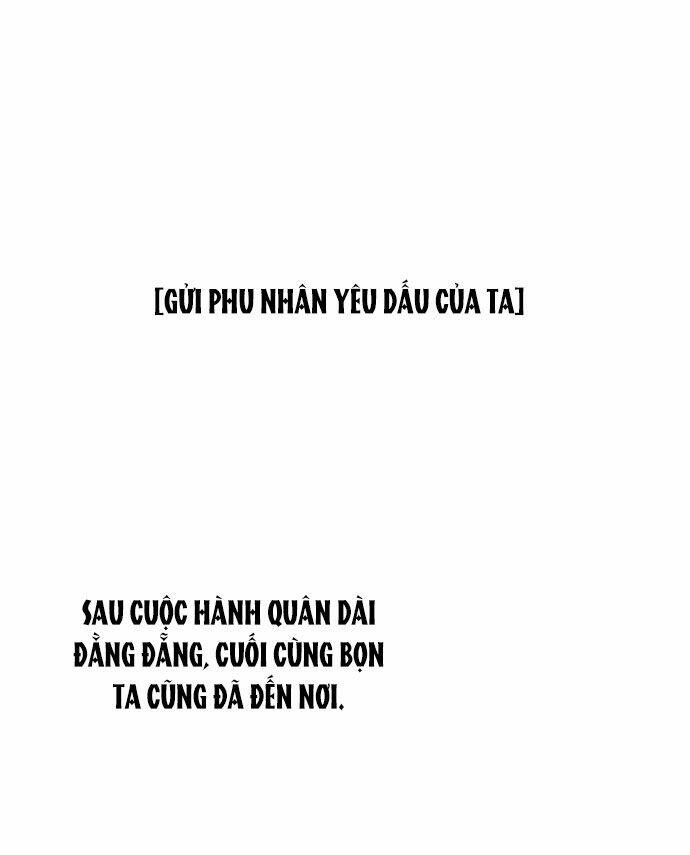 [GỬI PHU NHÂN YÊU DẤU CỦA TA]
SAU CUỘC HÀNH QUÂN DÀI
ĐẰNG ĐẴNG, CUỐI CÙNG BỌN
TA CŨNG ĐÃ ĐẾN NƠI.